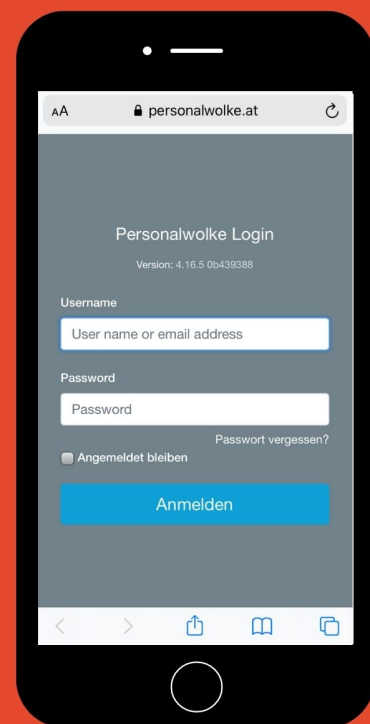 AA personalwolke.at
Personalwolke Login
Version: 4.16.5 0b439388
Username
User name or email address
Password
Password
Passwort vergessen?
Angemeldet bleiben
Anmelden